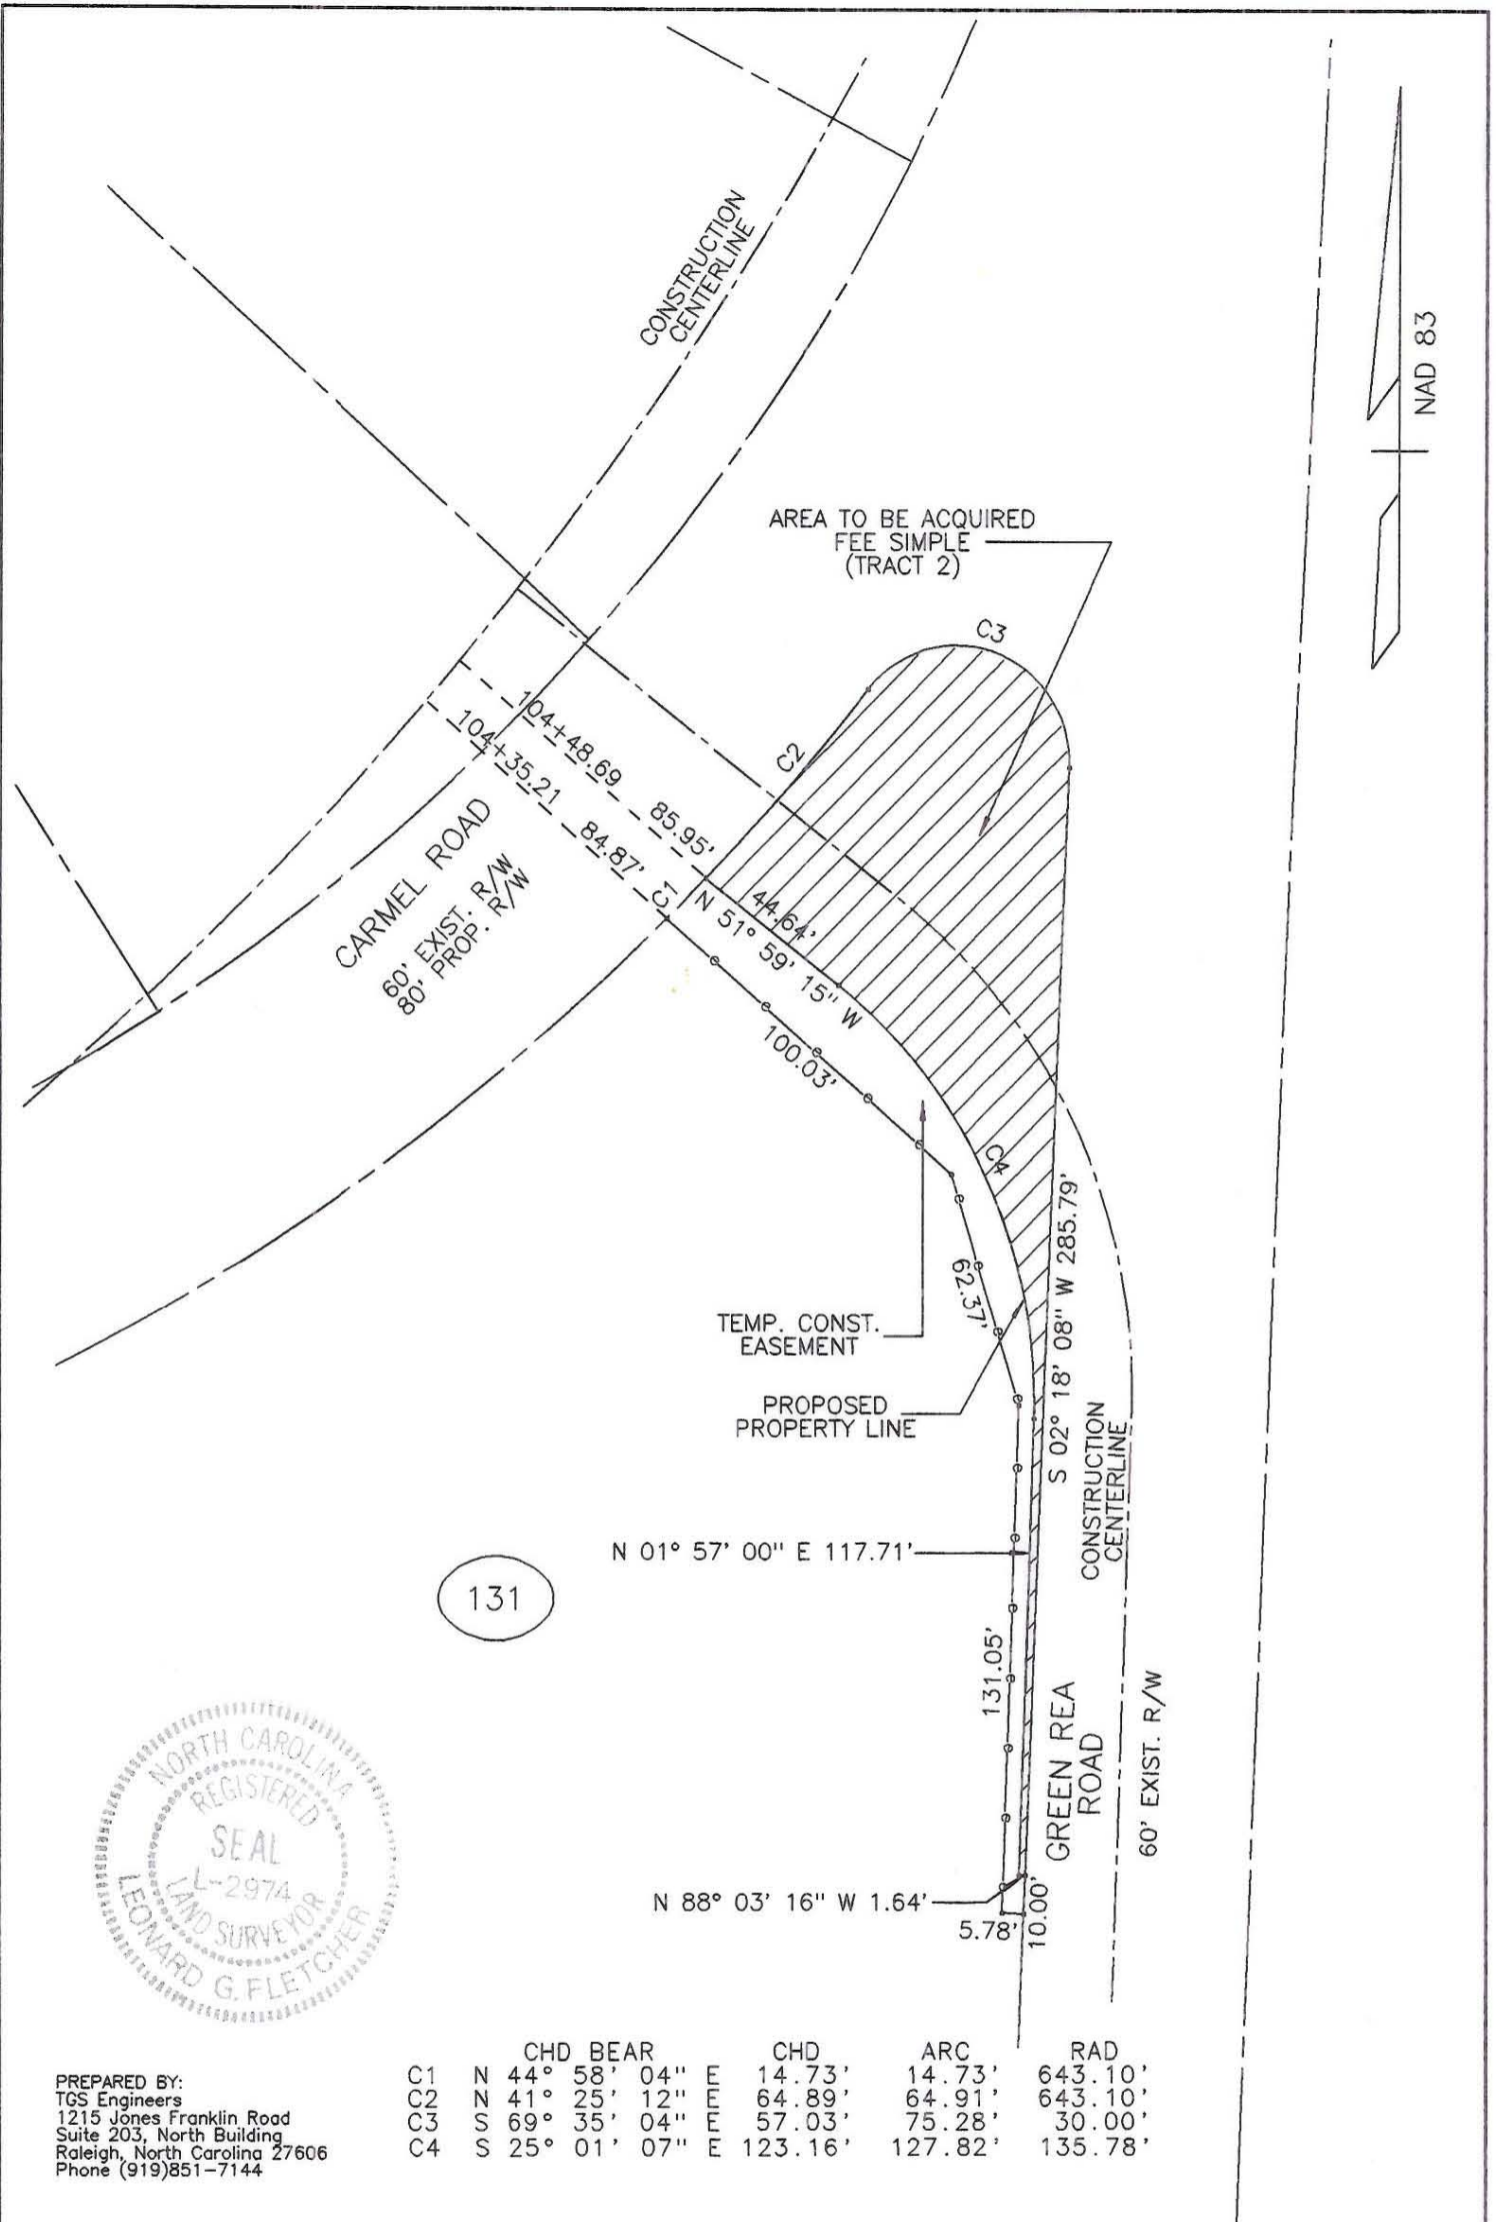 CONSTRUCTION
CENTERLINE
NAD 83
AREA TO BE ACQUIRED
FEE SIMPLE
(TRACT 2)
C3
C2
104+48.69
85.95'
104+35.21
84.87'
C1
CARMEL ROAD
60' EXIST. R/W
80' PROP. R/W
44.64'
N 51° 59' 15" W
100.03'
C4
62.37'
S 02° 18' 08" W 285.79'
TEMP. CONST.
EASEMENT
PROPOSED
PROPERTY LINE
CONSTRUCTION
CENTERLINE
N 01° 57' 00" E 117.71'
131
131.05'
GREEN REA
ROAD
60' EXIST. R/W
N 88° 03' 16" W 1.64'
5.78'
10.00'
NORTH CAROLINA
REGISTERED
SEAL
L-2974
LAND SURVEYOR
LEONARD G. FLETCHER
PREPARED BY:
TGS Engineers
1215 Jones Franklin Road
Suite 203, North Building
Raleigh, North Carolina 27606
Phone (919)851-7144
CHD BEAR CHD ARC RAD
C1 N 44° 58' 04" E 14.73' 14.73' 643.10'
C2 N 41° 25' 12" E 64.89' 64.91' 643.10'
C3 S 69° 35' 04" E 57.03' 75.28' 30.00'
C4 S 25° 01' 07" E 123.16' 127.82' 135.78'